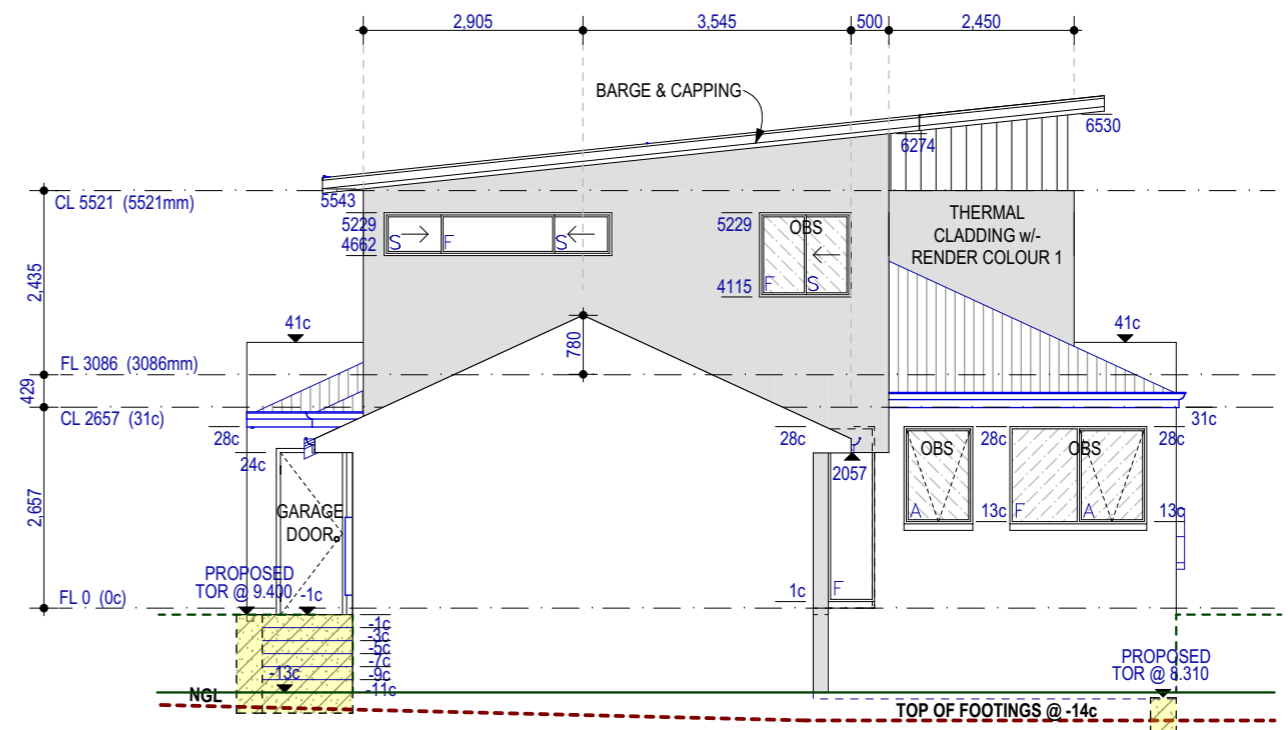 2,905
3,545
500
2,450
BARGE & CAPPING
6530
6274
5543
CL 5521 (5521mm)
5229
4662
S
F
S
5229
4115
OBS
F
S
THERMAL
CLADDING w/-
RENDER COLOUR 1
2,435
41c
41c
780
FL 3086 (3086mm)
429
CL 2657 (31c)
31c
28c
24c
28c
2057
OBS
28c
OBS
28c
GARAGE
DOOR
A
13c
F
A
13c
2,657
PROPOSED
TOR @ 9.400
-1c
1c
F
FL 0 (0c)
-1c
-3c
-5c
-7c
-9c
-11c
-13c
PROPOSED
TOR @ 8.310
NGL
TOP OF FOOTINGS @ -14c